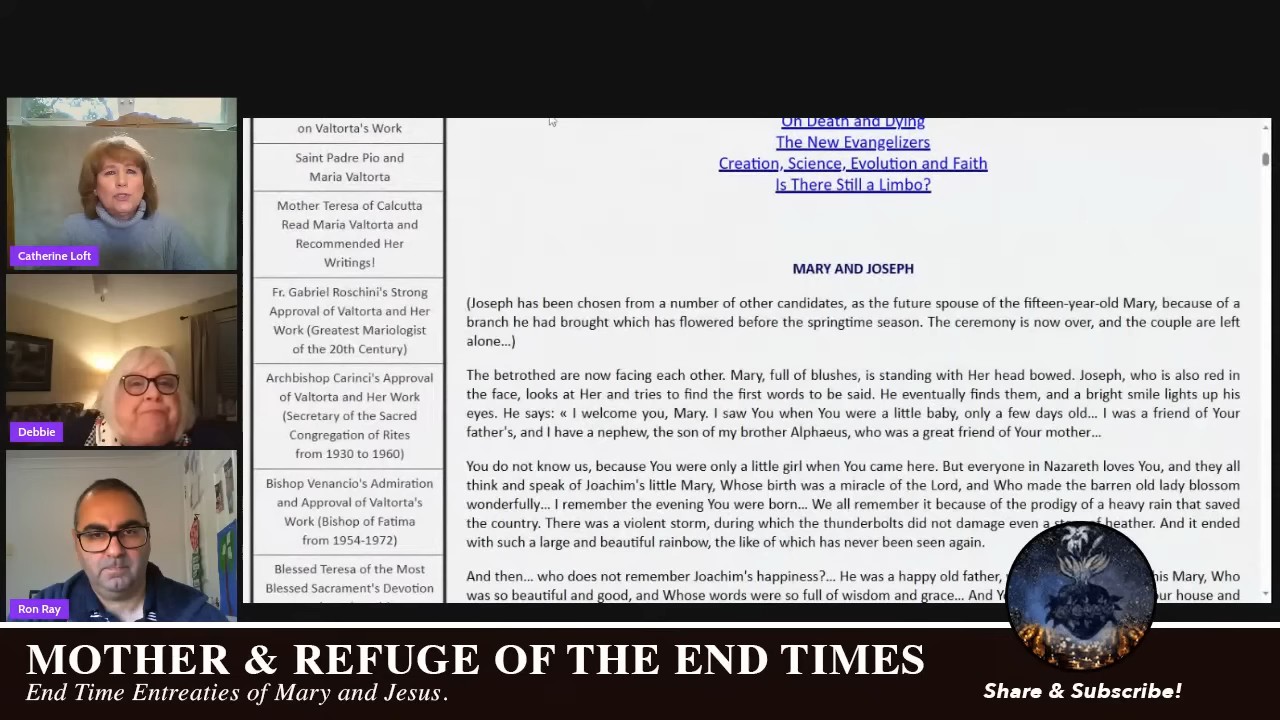 Catherine Loft
Debbie
Ron Ray
on Valtorta's Work
Saint Padre Pio and
Maria Valtorta
Mother Teresa of Calcutta
Read Maria Valtorta and
Recommended Her
Writings!
Fr. Gabriel Roschini's Strong
Approval of Valtorta and Her
Work (Greatest Mariologist
of the 20th Century)
Archbishop Carinci's Approval
of Valtorta and Her Work
(Secretary of the Sacred
Congregation of Rites
from 1930 to 1960)
Bishop Venancio's Admiration
and Approval of Valtorta's
Work (Bishop of Fatima
from 1954-1972)
Blessed Teresa of the Most
Blessed Sacrament's Devotion
On Death and Dying
The New Evangelizers
Creation, Science, Evolution and Faith
Is There Still a Limbo?
MARY AND JOSEPH
(Joseph has been chosen from a number of other candidates, as the future spouse of the fifteen-year-old Mary, because of a
branch he had brought which has flowered before the springtime season. The ceremony is now over, and the couple are left
alone...)
The betrothed are now facing each other. Mary, full of blushes, is standing with Her head bowed. Joseph, who is also red in
the face, looks at Her and tries to find the first words to be said. He eventually finds them, and a bright smile lights up his
eyes. He says: « I welcome you, Mary. I saw You when You were a little baby, only a few days old... I was a friend of Your
father's, and I have a nephew, the son of my brother Alphaeus, who was a great friend of Your mother...
You do not know us, because You were only a little girl when You came here. But everyone in Nazareth loves You, and they all
think and speak of Joachim's little Mary, Whose birth was a miracle of the Lord, and Who made the barren old lady blossom
wonderfully... I remember the evening You were born... We all remember it because of the prodigy of a heavy rain that saved
the country. There was a violent storm, during which the thunderbolts did not damage even a of heather. And it ended
with such a large and beautiful rainbow, the like of which has never been seen again.
And then... who does not remember Joachim's happiness?... He was a happy old father, his Mary, Who
was so beautiful and good, and Whose words were so full of wisdom and grace... And house and
MOTHER & REFUGE OF THE END TIMES
End Time Entreaties of Mary and Jesus.
Share & Subscribe!